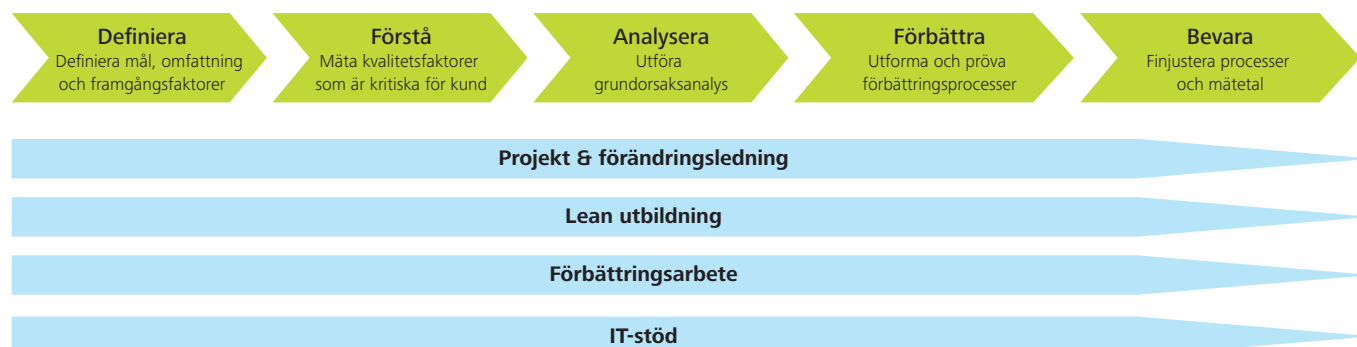 Definiera
Definiera mål, omfattning
och framgångsfaktorer
Förstå
Mäta kvalitetsfaktorer
som är kritiska för kund
Analysera
Utföra
grundorsaksanalys
Förbättra
Utforma och pröva
förbättringsprocesser
Bevara
Finjustera processer
och mätetal
Projekt & förändringsledning
Lean utbildning
Förbättringsarbete
IT-stöd